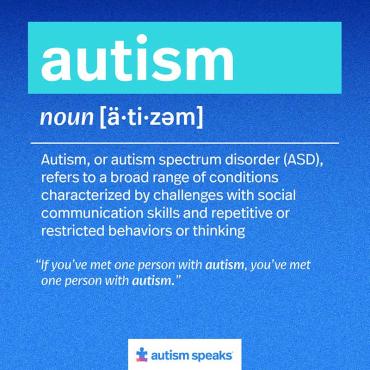 autism
noun [ä·ti·zəm]
Autism, or autism spectrum disorder (ASD),
refers to a broad range of conditions
characterized by challenges with social
communication skills and repetitive or
restricted behaviors or thinking
“If you’ve met one person with autism, you’ve met
one person with autism.”
autism speaks